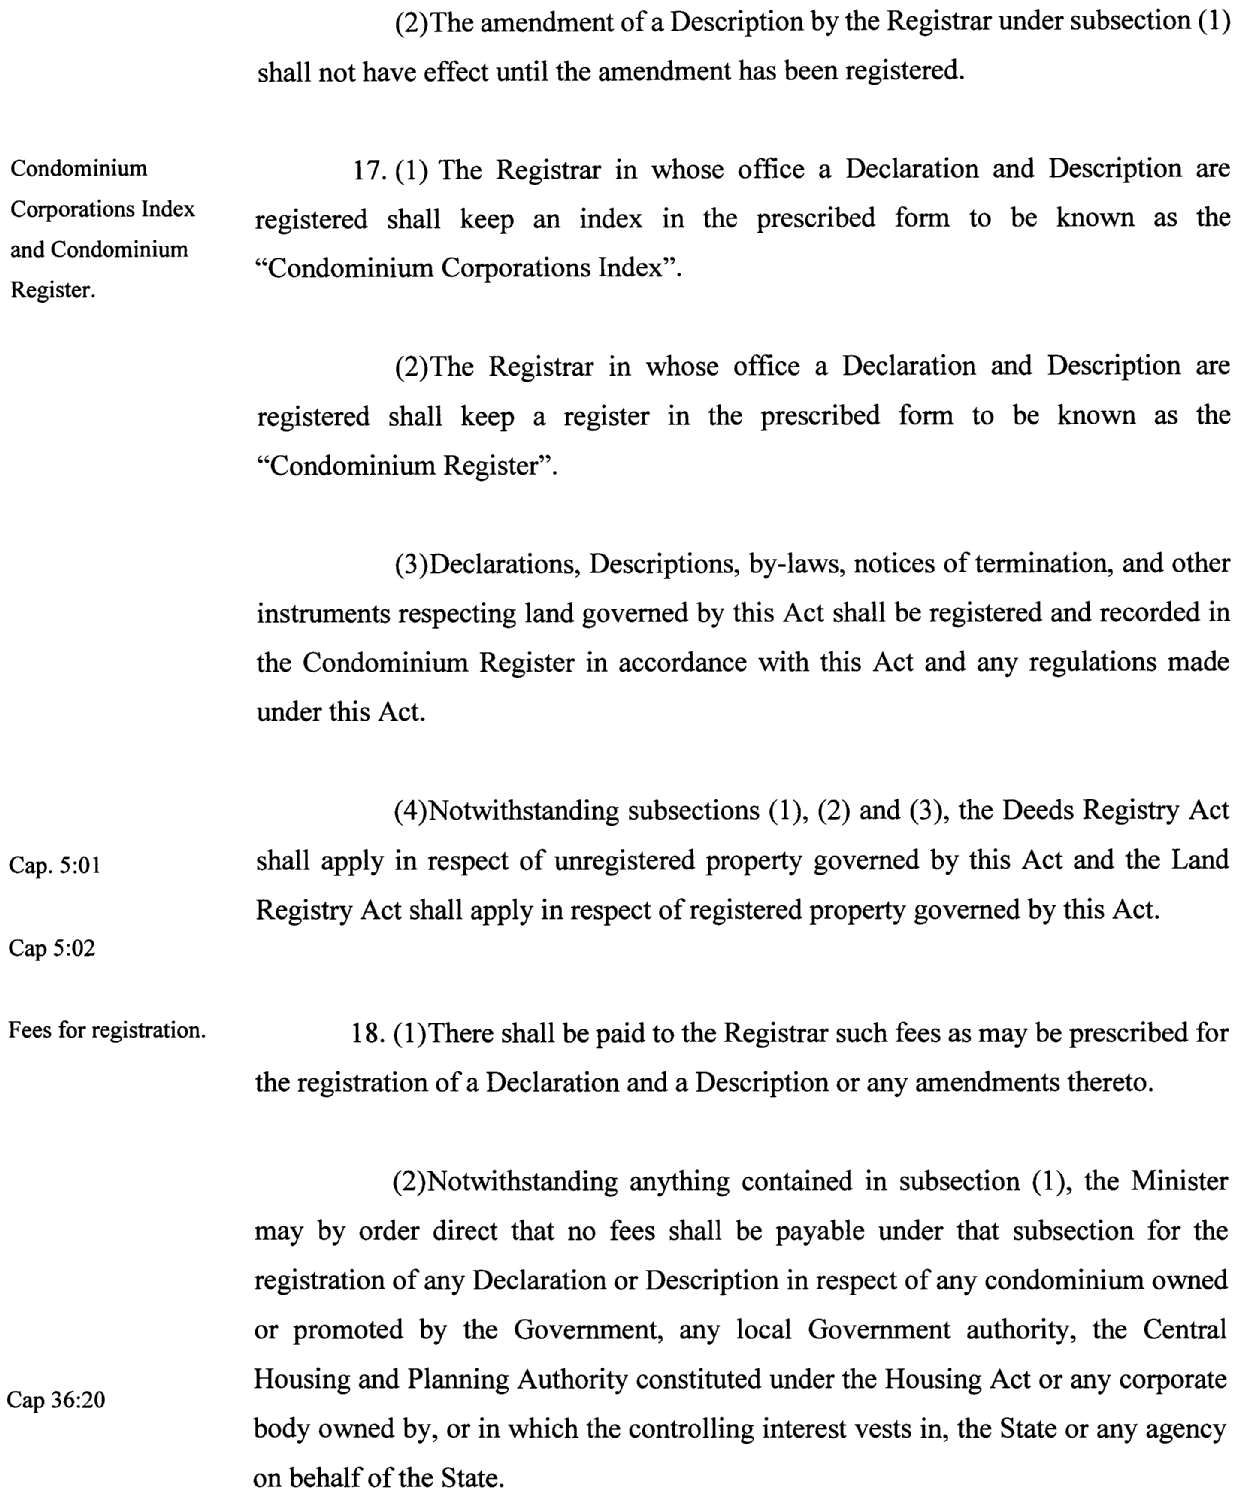 (2)The amendment of a Description by the Registrar under subsection (1)
shall not have effect until the amendment has been registered.
Condominium
Corporations Index
and Condominium
Register.
17. (1) The Registrar in whose office a Declaration and Description are
registered shall keep an index in the prescribed form to be known as the
“Condominium Corporations Index”.
(2)The Registrar in whose office a Declaration and Description are
registered shall keep a register in the prescribed form to be known as the
“Condominium Register”.
(3)Declarations, Descriptions, by-laws, notices of termination, and other
instruments respecting land governed by this Act shall be registered and recorded in
the Condominium Register in accordance with this Act and any regulations made
under this Act.
(4)Notwithstanding subsections (1), (2) and (3), the Deeds Registry Act
Cap. 5:01
shall apply in respect of unregistered property governed by this Act and the Land
Registry Act shall apply in respect of registered property governed by this Act.
Cap 5:02
Fees for registration.
18. (1)There shall be paid to the Registrar such fees as may be prescribed for
the registration of a Declaration and a Description or any amendments thereto.
(2)Notwithstanding anything contained in subsection (1), the Minister
may by order direct that no fees shall be payable under that subsection for the
registration of any Declaration or Description in respect of any condominium owned
or promoted by the Government, any local Government authority, the Central
Housing and Planning Authority constituted under the Housing Act or any corporate
Cap 36:20
body owned by, or in which the controlling interest vests in, the State or any agency
on behalf of the State.